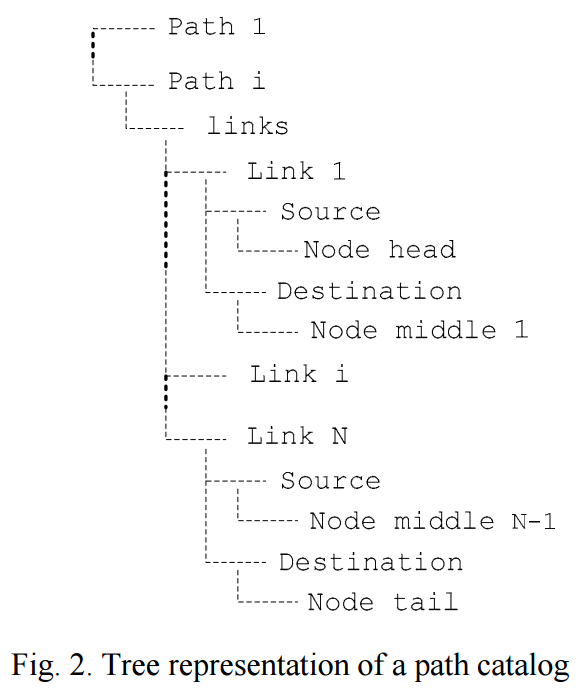 Path 1
Path i
links
Link 1
Source
Node head
Destination
Node middle 1
Link i
Link N
Source
Node middle N-1
Destination
Node tail
Fig. 2. Tree representation of a path catalog